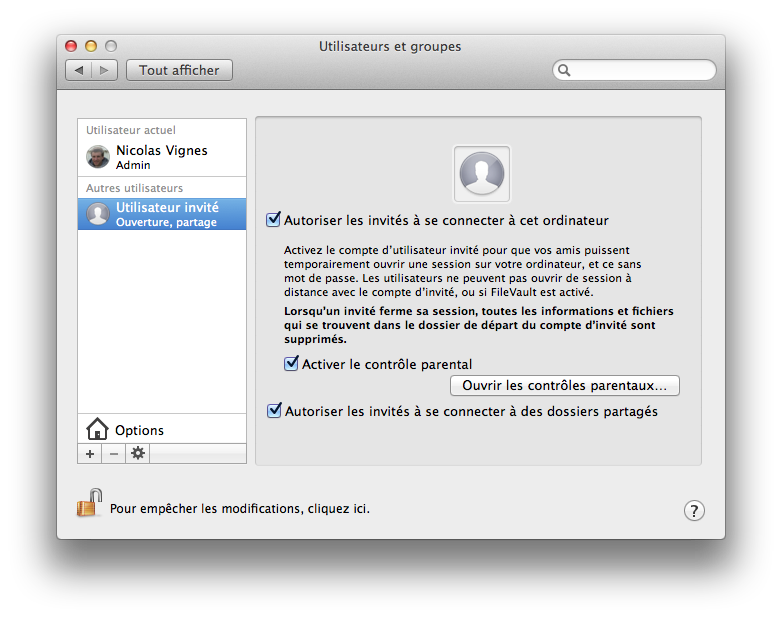 Utilisateurs et groupes
Tout afficher
Utilisateur actuel
Nicolas Vignes
Admin
Autres utilisateurs
Utilisateur invité
Ouverture, partage
Autoriser les invités à se connecter à cet ordinateur
Activez le compte d'utilisateur invité pour que vos amis puissent
temporairement ouvrir une session sur votre ordinateur, et ce sans
mot de passe. Les utilisateurs ne peuvent pas ouvrir de session à
distance avec le compte d'invité, ou si FileVault est activé.
Lorsqu'un invité ferme sa session, toutes les informations et fichiers
qui se trouvent dans le dossier de départ du compte d'invité sont
supprimés.
Activer le contrôle parental
Ouvrir les contrôles parentaux...
Autoriser les invités à se connecter à des dossiers partagés
Options
+ −
Pour empêcher les modifications, cliquez ici.
?